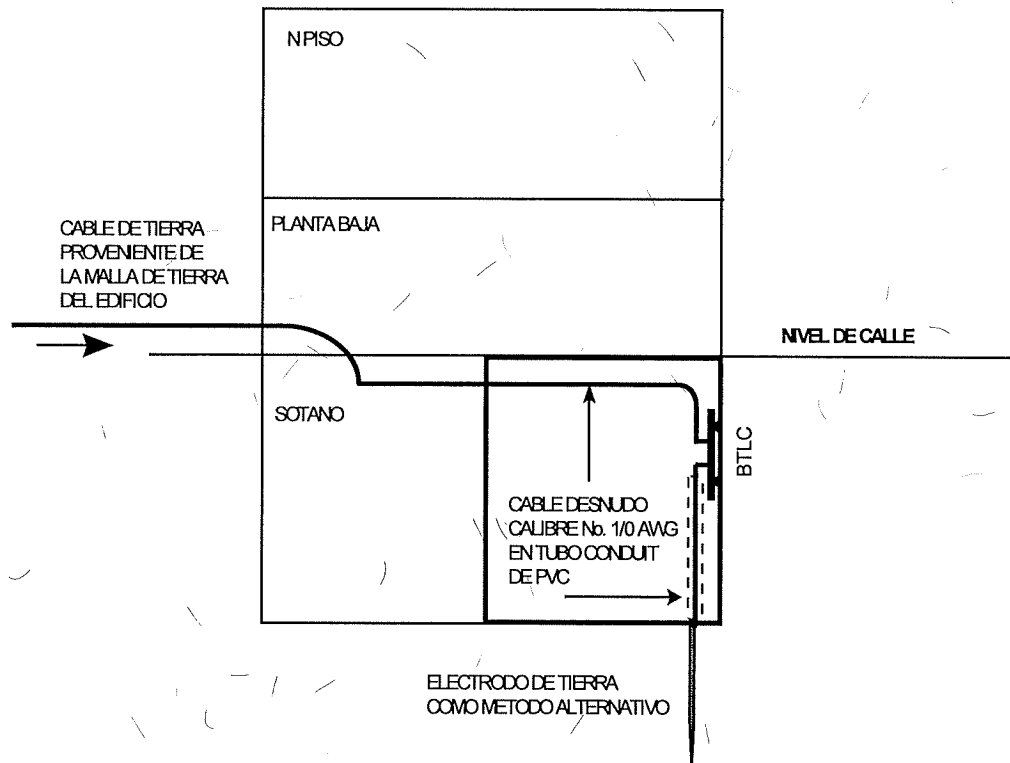 N PISO
PLANTA BAJA
CABLE DE TIERRA
PROVENIENTE DE
LA MALLA DE TIERRA
DEL EDIFICIO
NIVEL DE CALLE
SOTANO
BTLC
CABLE DESNUDO
CALIBRE No. 1/0 AWG
EN TUBO CONDUIT
DE PVC
ELECTRODO DE TIERRA
COMO METODO ALTERNATIVO